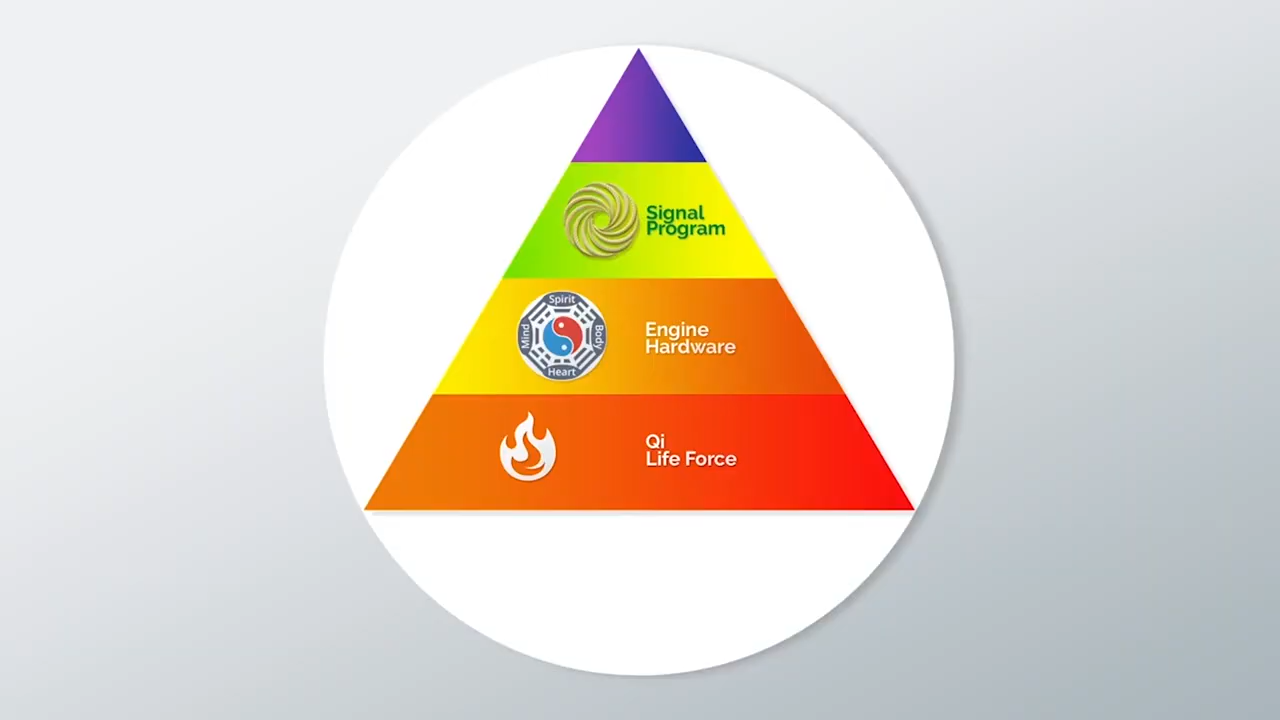 Signal
Program
Spirit
Mind
Body
Heart
Engine
Hardware
Qi
Life Force